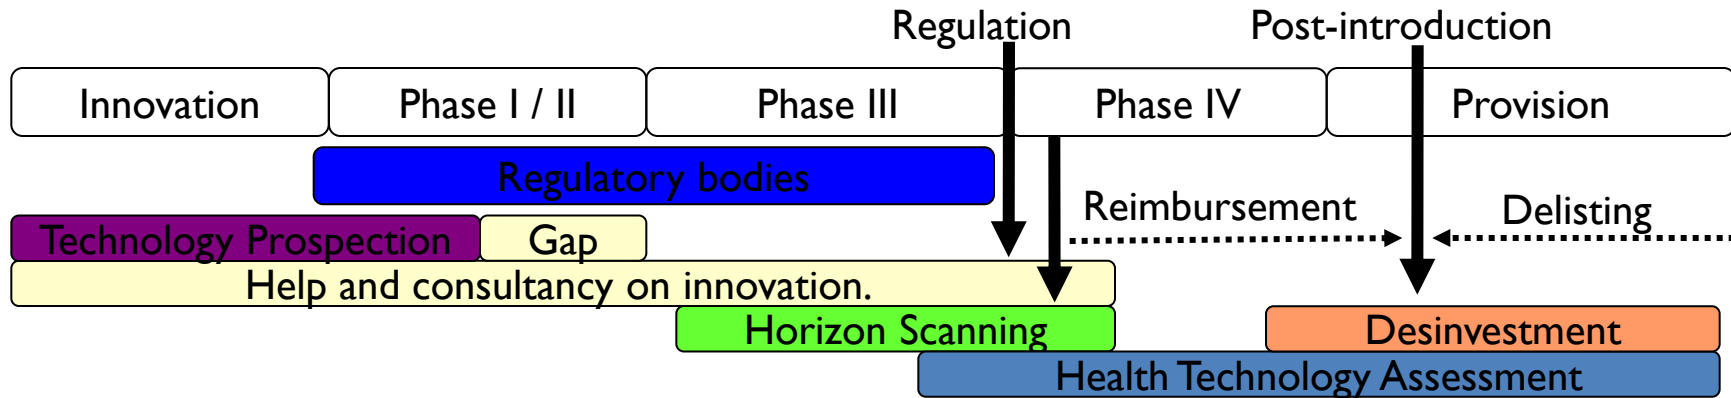 Regulation
Post-introduction
Innovation
Phase I / II
Phase III
Phase IV
Provision
Regulatory bodies
Reimbursement
Delisting
Technology Prospection
Gap
Help and consultancy on innovation.
Horizon Scanning
Desinvestment
Health Technology Assessment